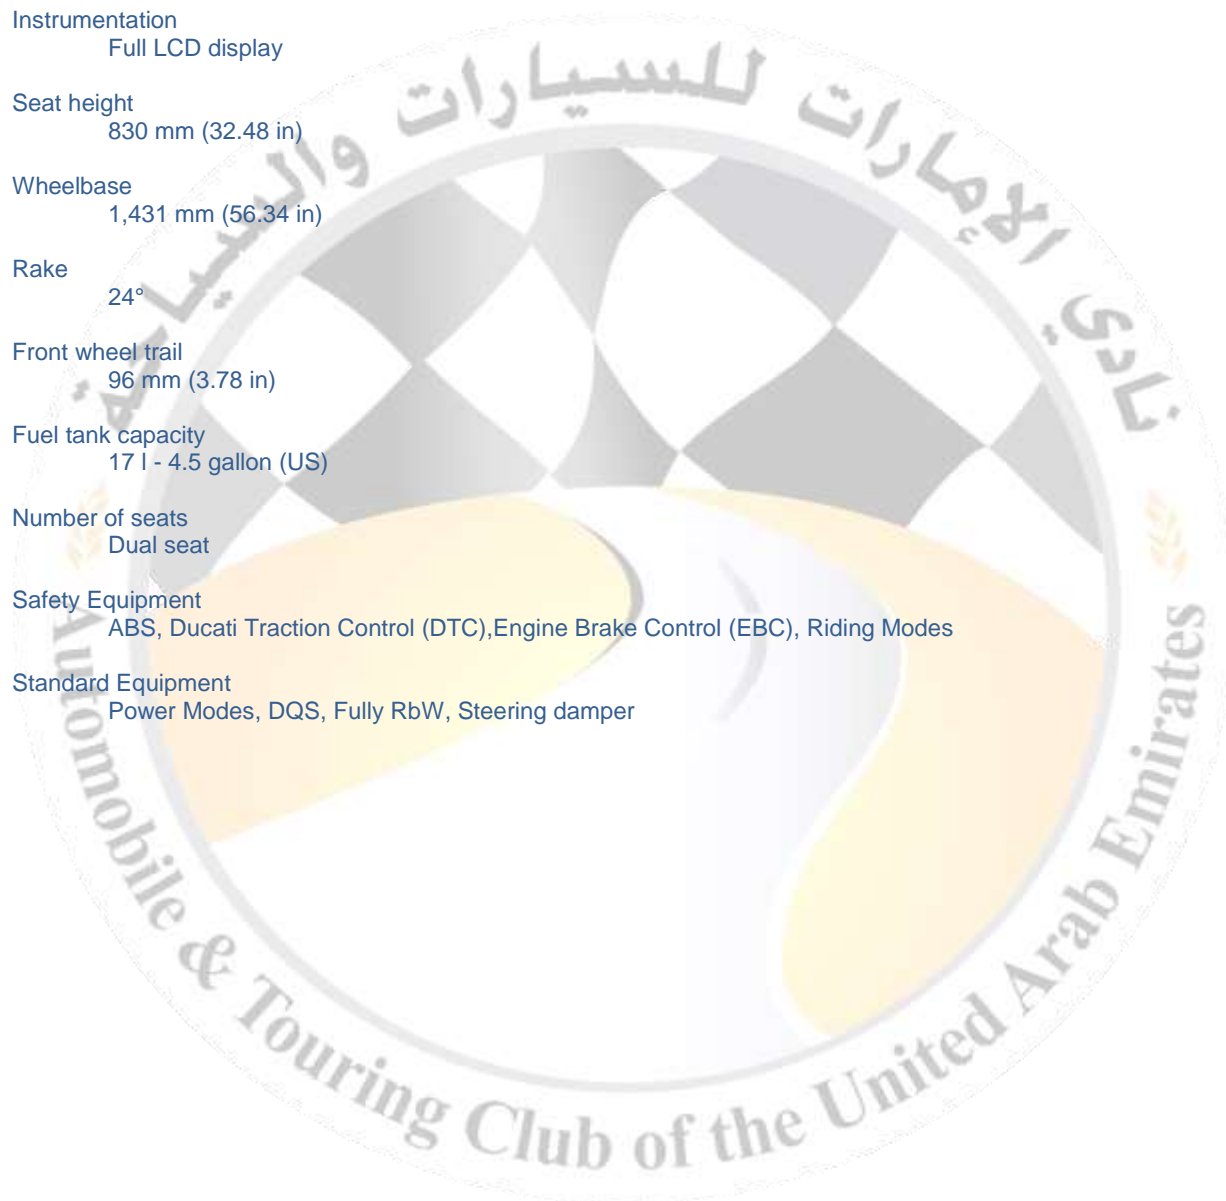 Instrumentation
Full LCD display
Seat height
830 mm (32.48 in)
Wheelbase
1,431 mm (56.34 in)
Rake
24°
Front wheel trail
96 mm (3.78 in)
Fuel tank capacity
17 l - 4.5 gallon (US)
Number of seats
Dual seat
Safety Equipment
ABS, Ducati Traction Control (DTC),Engine Brake Control (EBC), Riding Modes
Standard Equipment
Power Modes, DQS, Fully RbW, Steering damper
نادي الإمارات للسيارات والسياحة
Automobile & Touring Club of the United Arab Emirates